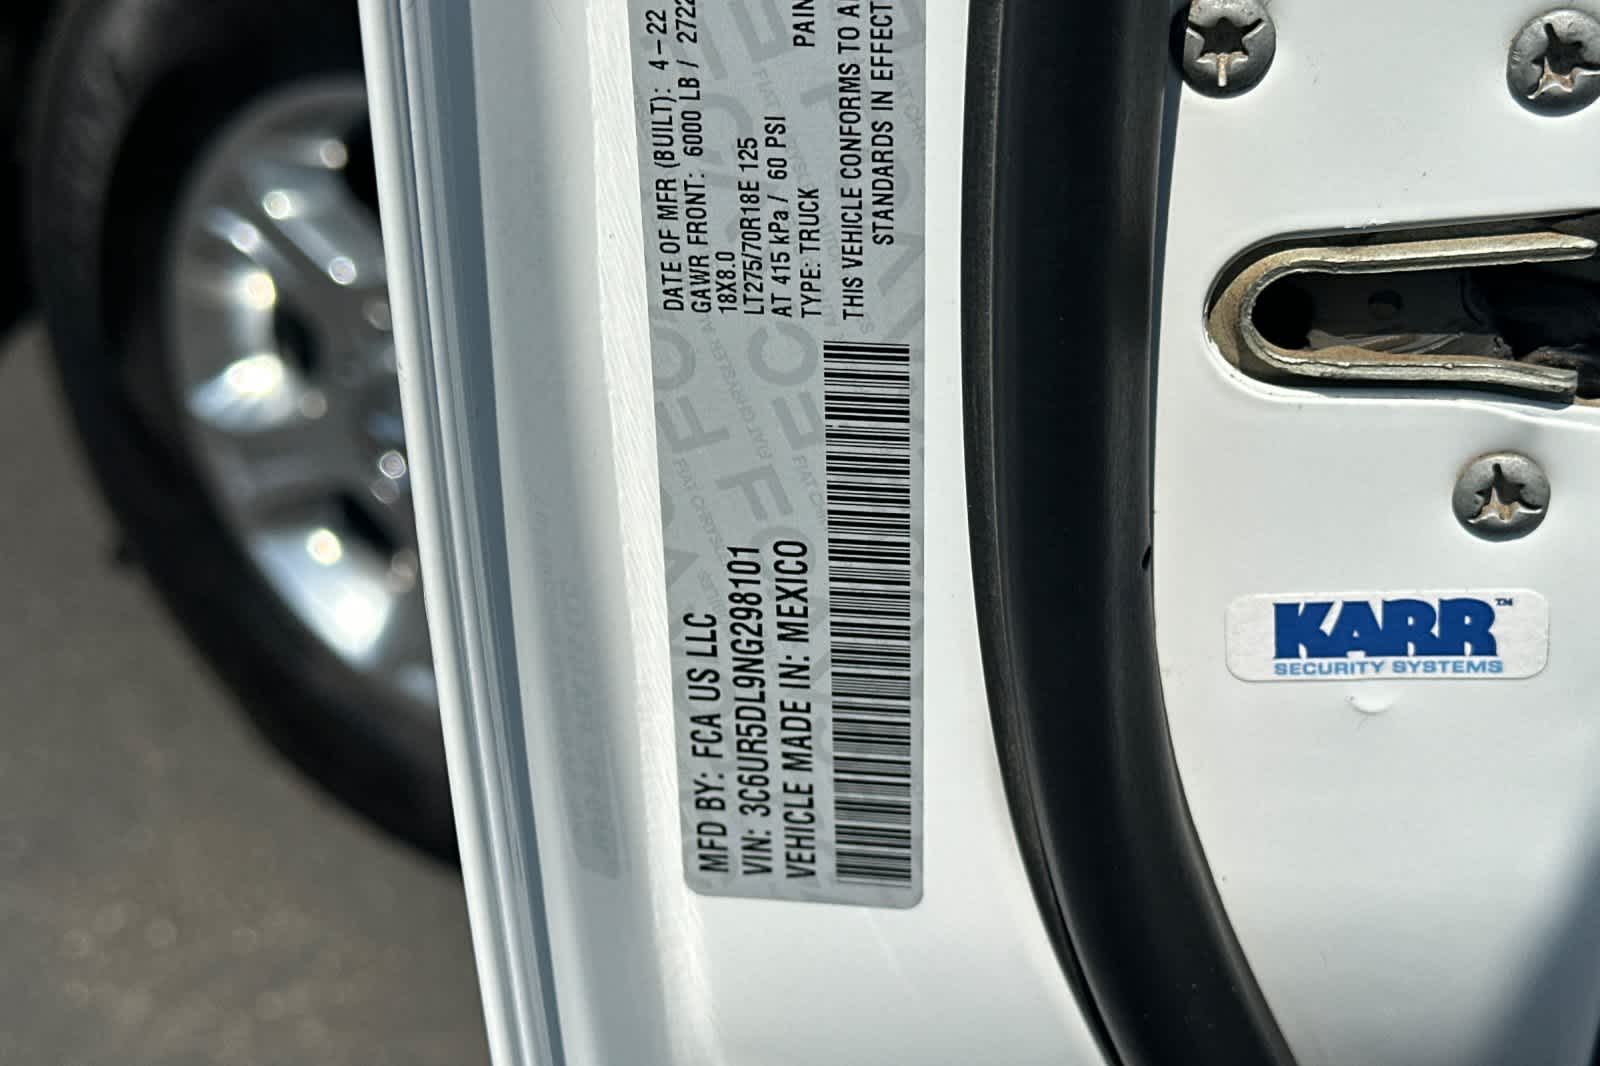 MFD BY: FCA US LLC
VIN: 3C6UR5DL9NG298101
VEHICLE MADE IN: MEXICO
DATE OF MFR (BUILT): 4-22
GAWR FRONT: 6000 LB / 272
18X8.0
LT275/70R18E 125
AT 415 kPa / 60 PSI
TYPE: TRUCK
PAIN
THIS VEHICLE CONFORMS TO A
STANDARDS IN EFFECT
KARR™
SECURITY SYSTEMS